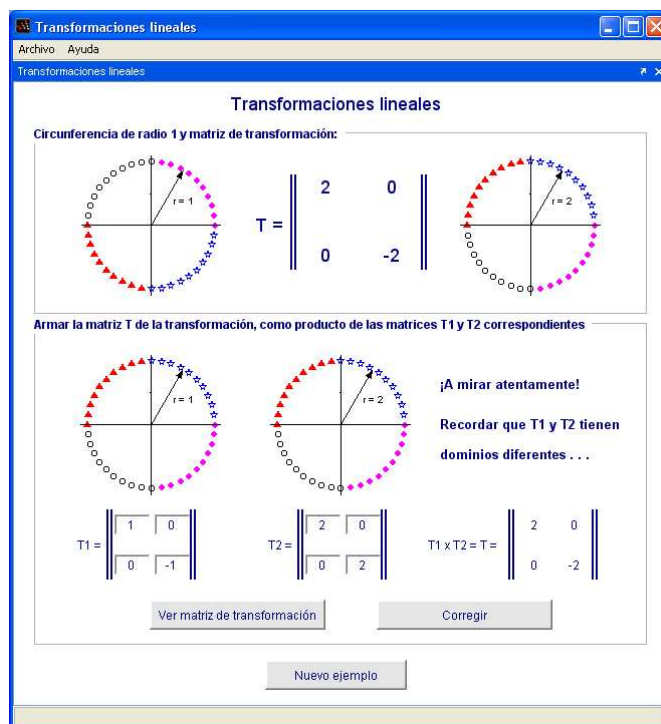 Transformaciones lineales
Archivo Ayuda
Transformaciones lineales
Transformaciones lineales
Circunferencia de radio 1 y matriz de transformación:
r = 1
T =
2 0
0 -2
r = 2
Armar la matriz T de la transformación, como producto de las matrices T1 y T2 correspondientes
r = 1
r = 2
¡A mirar atentamente!
Recordar que T1 y T2 tienen
dominios diferentes . . .
T1 =
1 0
0 -1
T2 =
2 0
0 2
T1 x T2 = T =
2 0
0 -2
Ver matriz de transformación
Corregir
Nuevo ejemplo